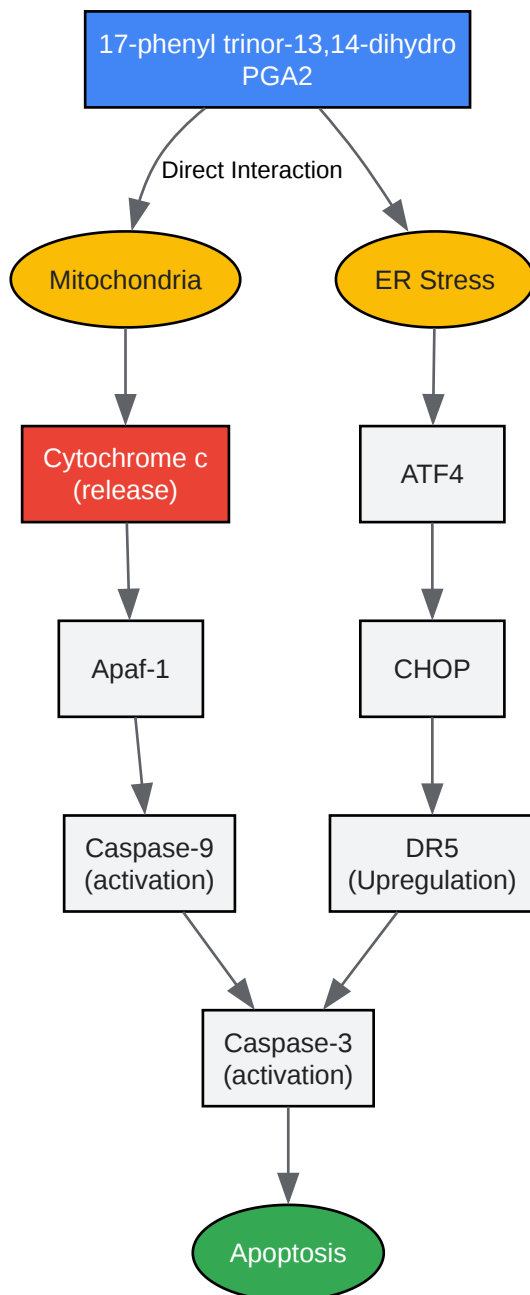 17-phenyl trinor-13,14-dihydro
PGA2
Direct Interaction
Mitochondria
ER Stress
Cytochrome c
(release)
ATF4
Apaf-1
CHOP
Caspase-9
(activation)
DR5
(Upregulation)
Caspase-3
(activation)
Apoptosis